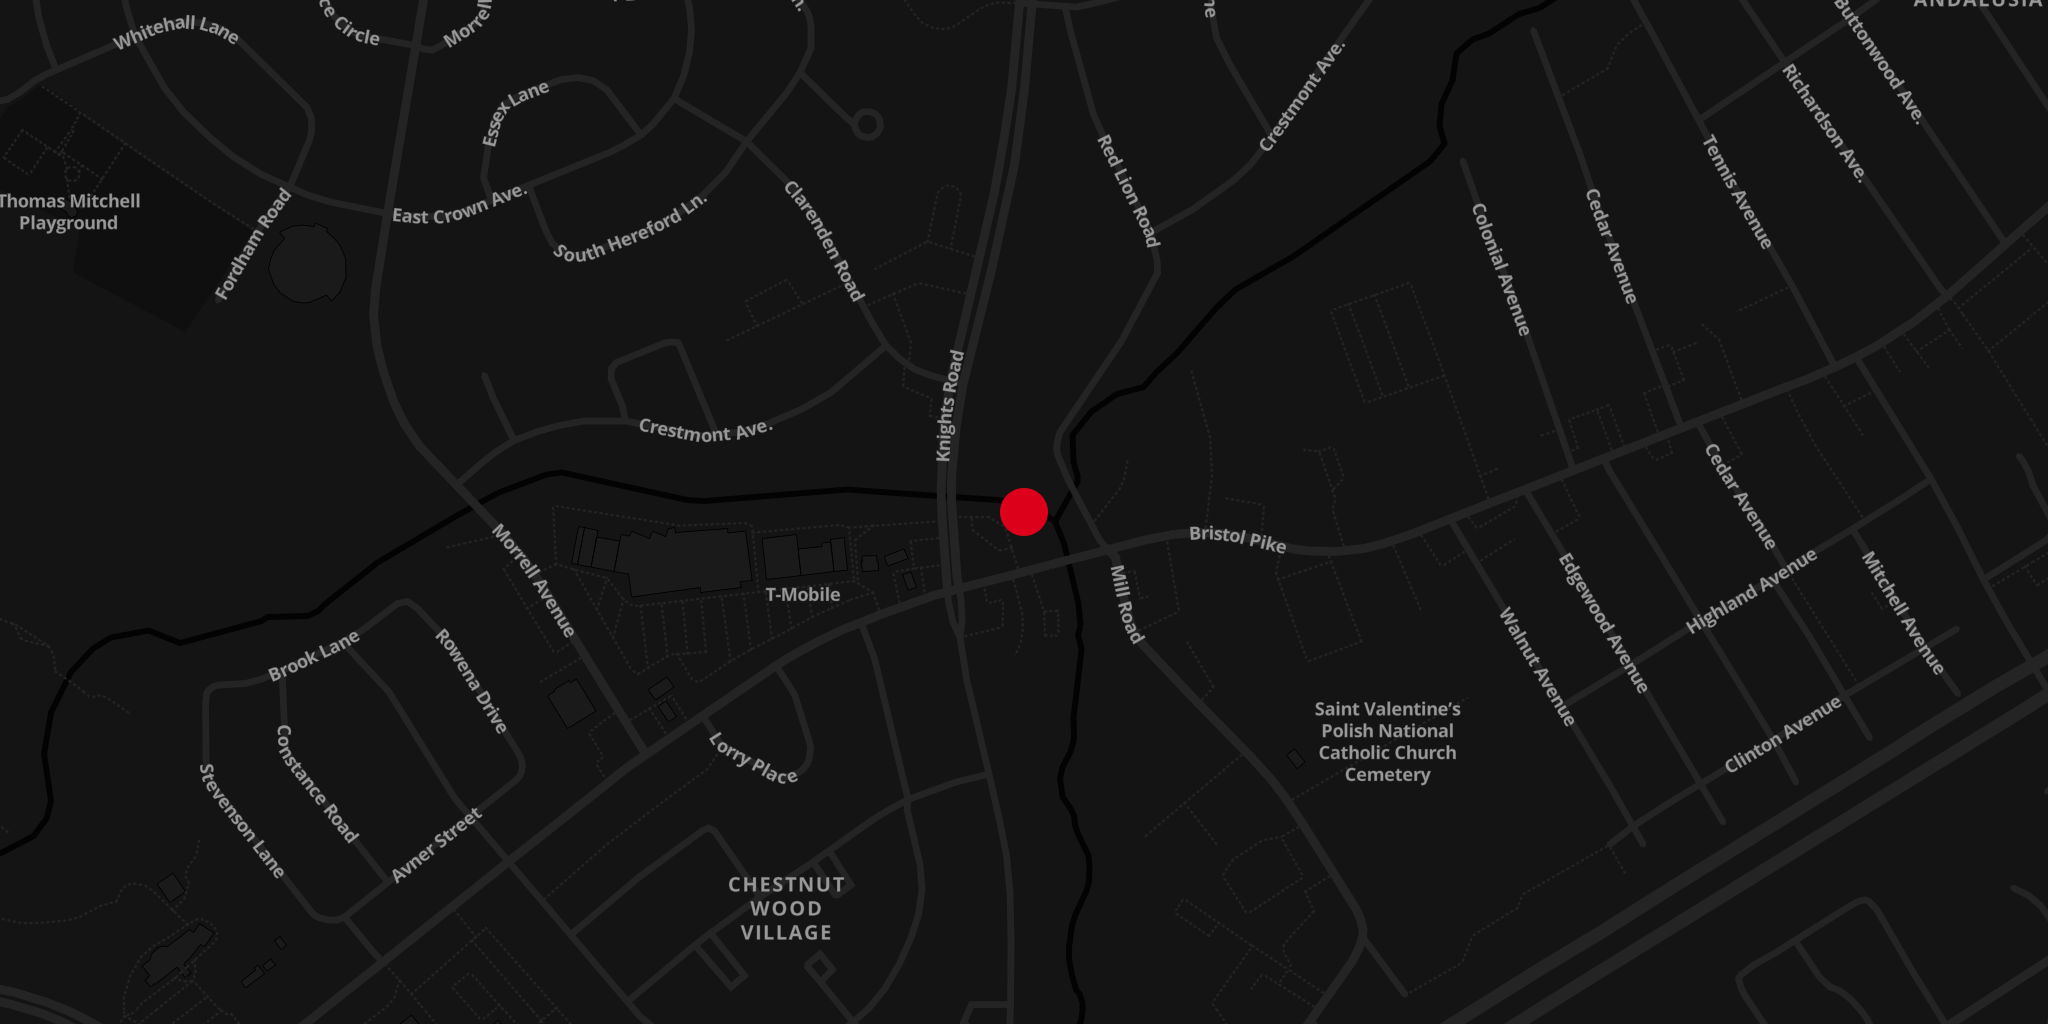 ANDALUSIA
Whitehall Lane
ce Circle
Morrell
Buttonwood Ave.
Crestmont Ave.
Richardson Ave.
Essex Lane
Red Lion Road
Tennis Avenue
Thomas Mitchell
Playground
Fordham Road
East Crown Ave.
South Hereford Ln.
Clarenden Road
Colonial Avenue
Cedar Avenue
Knights Road
Crestmont Ave.
Cedar Avenue
Morrell Avenue
Bristol Pike
T-Mobile
Mill Road
Edgewood Avenue
Highland Avenue
Mitchell Avenue
Walnut Avenue
Brook Lane
Rowena Drive
Constance Road
Stevenson Lane
Avner Street
Lorry Place
Saint Valentine’s
Polish National
Catholic Church
Cemetery
Clinton Avenue
CHESTNUT
WOOD
VILLAGE